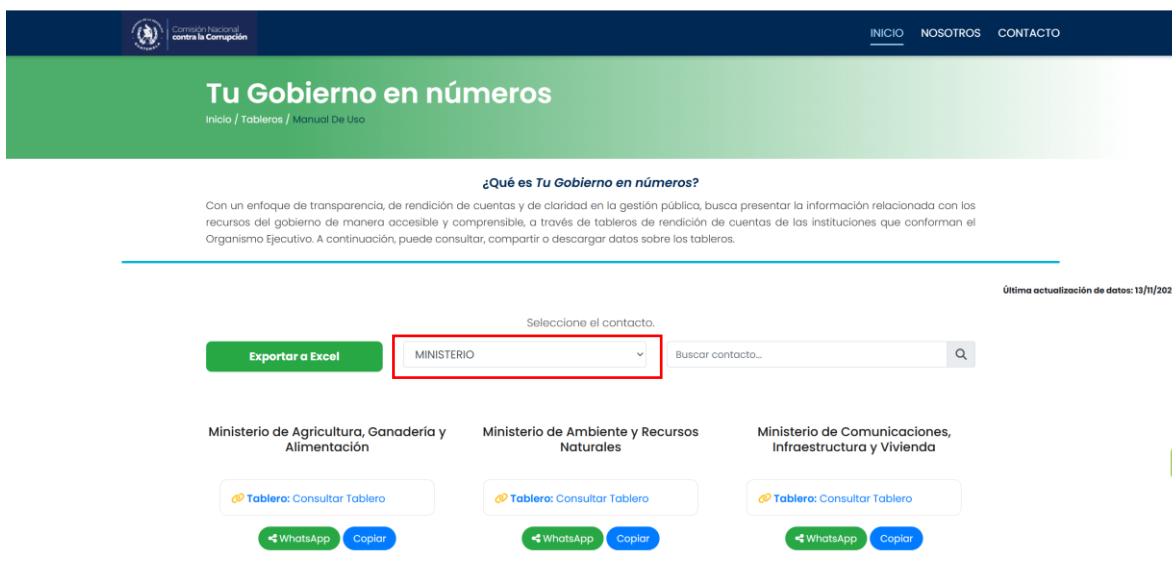 Comisión Nacional
contra la Corrupción
INICIO NOSOTROS CONTACTO
Tu Gobierno en números
Inicio / Tableros / Manual De Uso
¿Qué es Tu Gobierno en números?
Con un enfoque de transparencia, de rendición de cuentas y de claridad en la gestión pública, busca presentar la información relacionada con los
recursos del gobierno de manera accesible y comprensible, a través de tableros de rendición de cuentas de las instituciones que conforman el
Organismo Ejecutivo. A continuación, puede consultar, compartir o descargar datos sobre los tableros.
Última actualización de datos: 13/11/202
Seleccione el contacto.
Exportar a Excel MINISTERIO Buscar contacto...
Ministerio de Agricultura, Ganadería y
Alimentación
Tablero: Consultar Tablero
WhatsApp Copiar
Ministerio de Ambiente y Recursos
Naturales
Tablero: Consultar Tablero
WhatsApp Copiar
Ministerio de Comunicaciones,
Infraestructura y Vivienda
Tablero: Consultar Tablero
WhatsApp Copiar